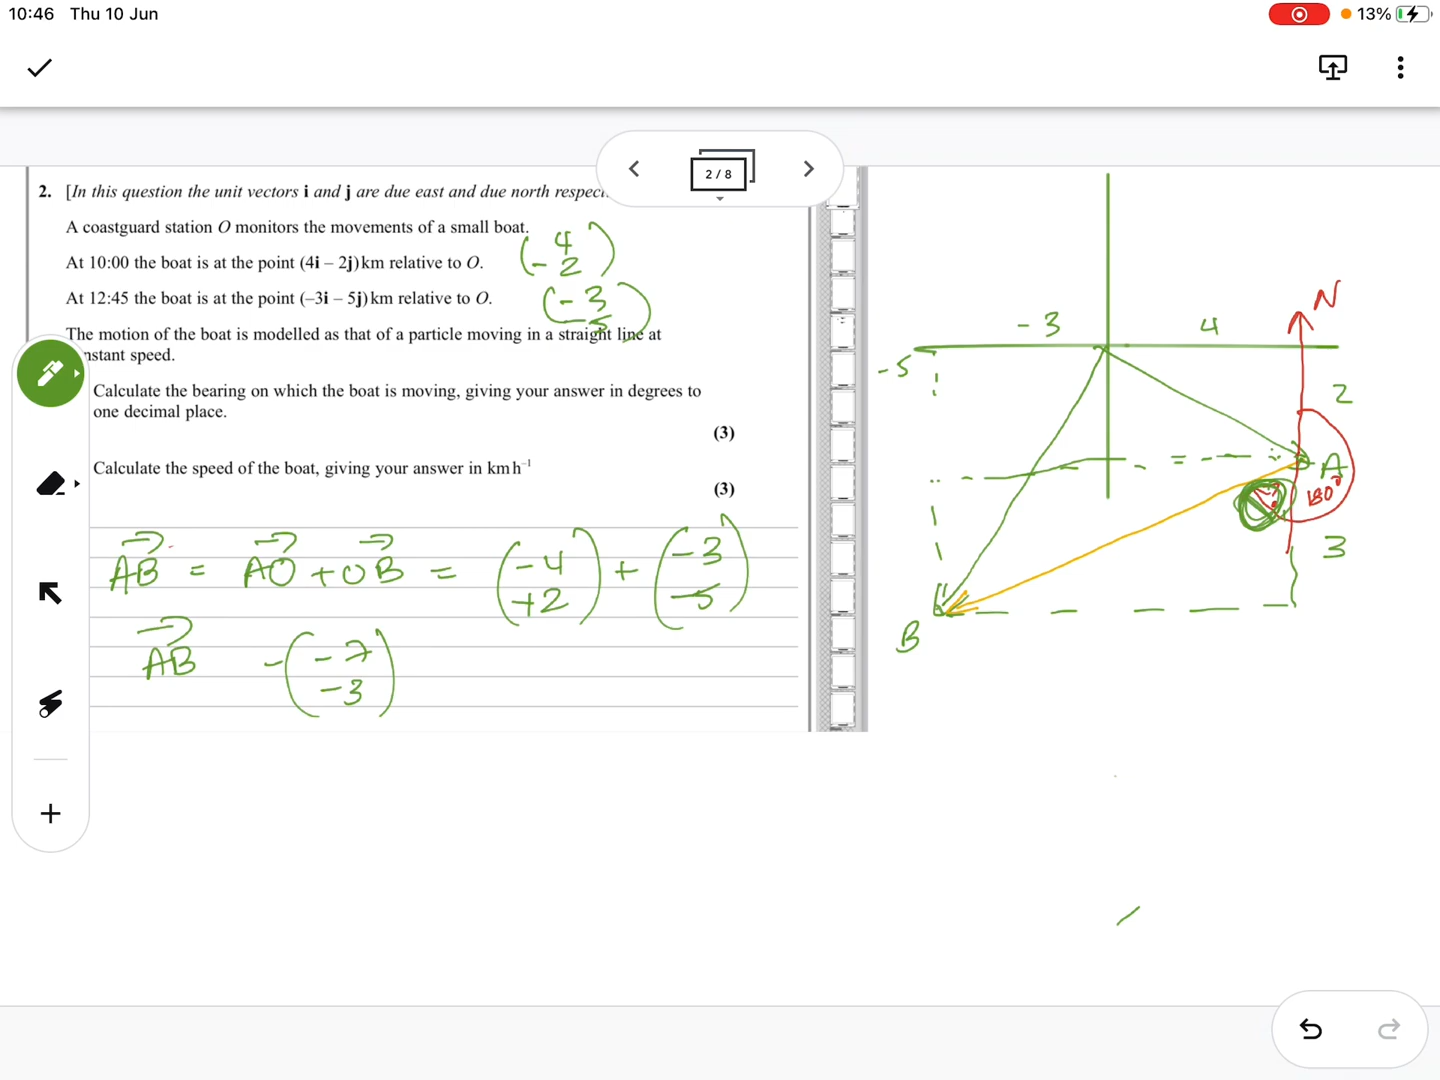 10:46 Thu 10 Jun
13%
2 / 8
2. [In this question the unit vectors i and j are due east and due north
A coastguard station O monitors the movements of a small boat.
At 10:00 the boat is at the point (4i – 2j) km relative to O.
(4
-2)
At 12:45 the boat is at the point (–3i – 5j) km relative to O.
(-3
-5)
The motion of the boat is modelled as that of a particle moving in a straight line at
speed.
Calculate the bearing on which the boat is moving, giving your answer in degrees to
one decimal place.
(3)
Calculate the speed of the boat, giving your answer in km h⁻¹
(3)
AB = AO + OB = (-4
+2) + (-3
-5)
AB -(-7
-3)
N
-3 4
-5
2
A
180°
3
B